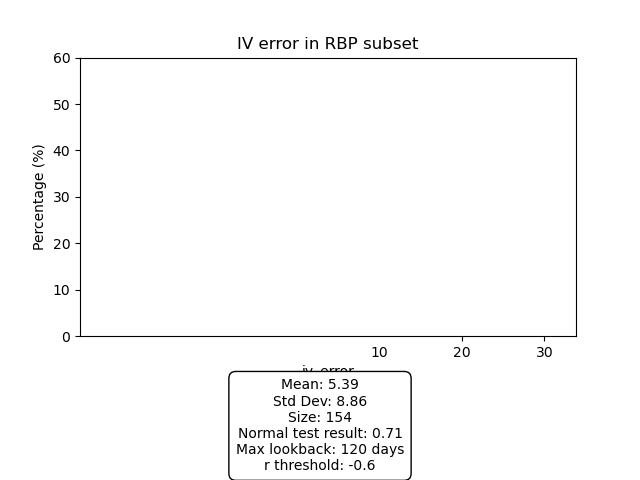 IV error in RBP subset
60
50
40
30
20
10
0
Percentage (%)
10 20 30
iv_error
Mean: 5.39
Std Dev: 8.86
Size: 154
Normal test result: 0.71
Max lookback: 120 days
r threshold: -0.6